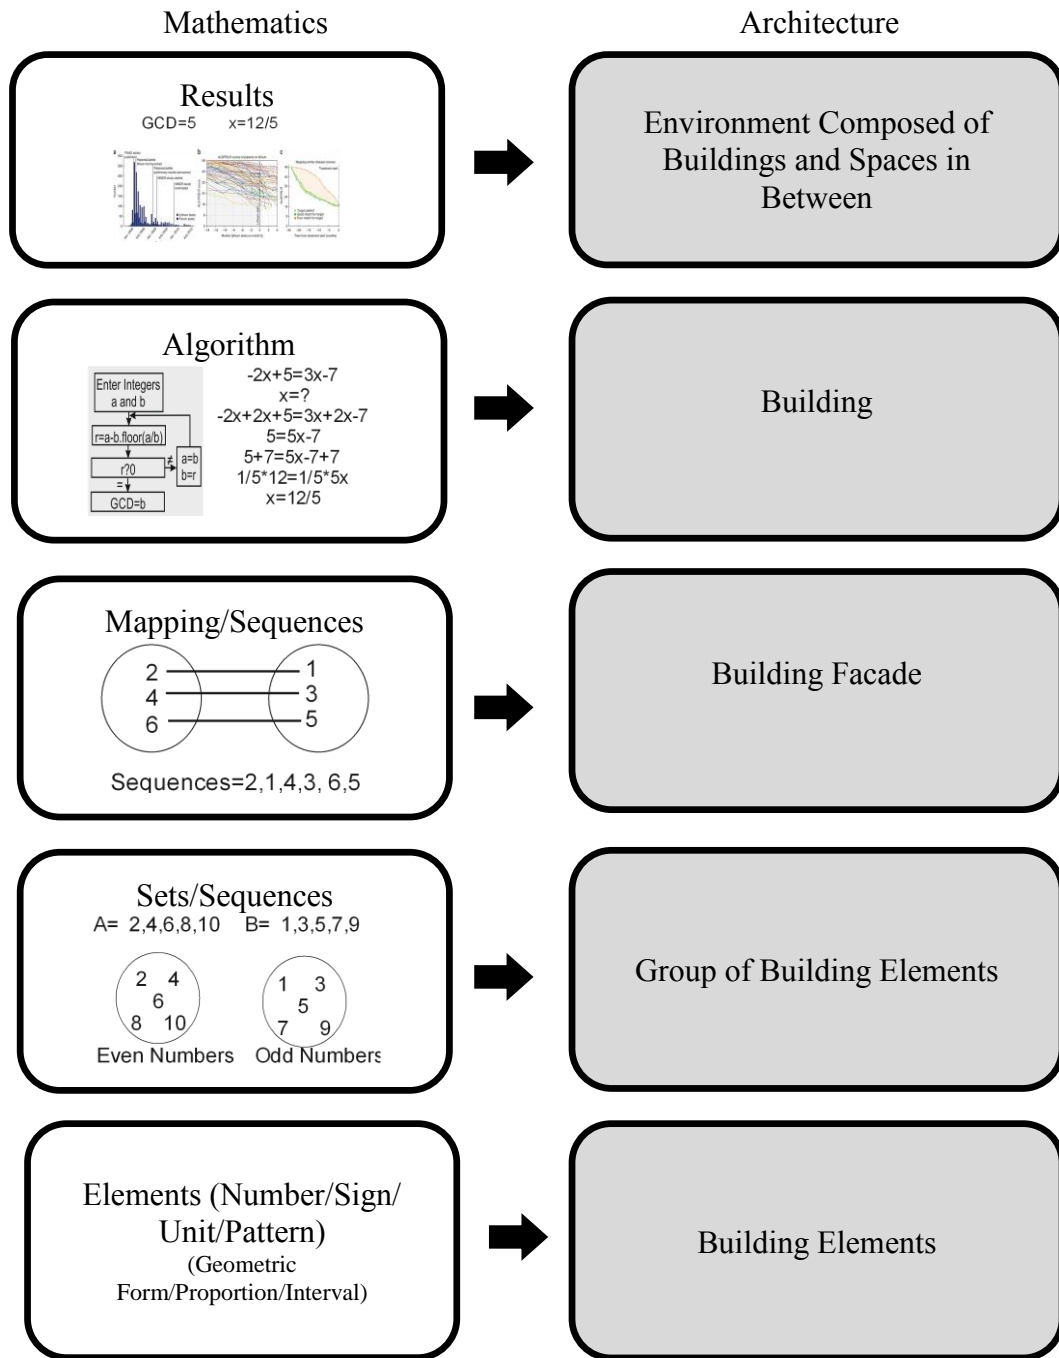 Mathematics
Architecture
Results
GCD=5 x=12/5
a
b
c
Environment Composed of
Buildings and Spaces in
Between
Algorithm
Enter Integers
a and b
r=a-b.floor(a/b)
r?0
≠
a=b
b=r
=
GCD=b
-2x+5=3x-7
x=?
-2x+2x+5=3x+2x-7
5=5x-7
5+7=5x-7+7
1/5*12=1/5*5x
x=12/5
Building
Mapping/Sequences
2 1
4 3
6 5
Sequences=2,1,4,3, 6,5
Building Facade
Sets/Sequences
A= 2,4,6,8,10 B= 1,3,5,7,9
2 4
6
8 10
1 3
5
7 9
Even Numbers Odd Numbers
Group of Building Elements
Elements (Number/Sign/
Unit/Pattern)
(Geometric
Form/Proportion/Interval)
Building Elements